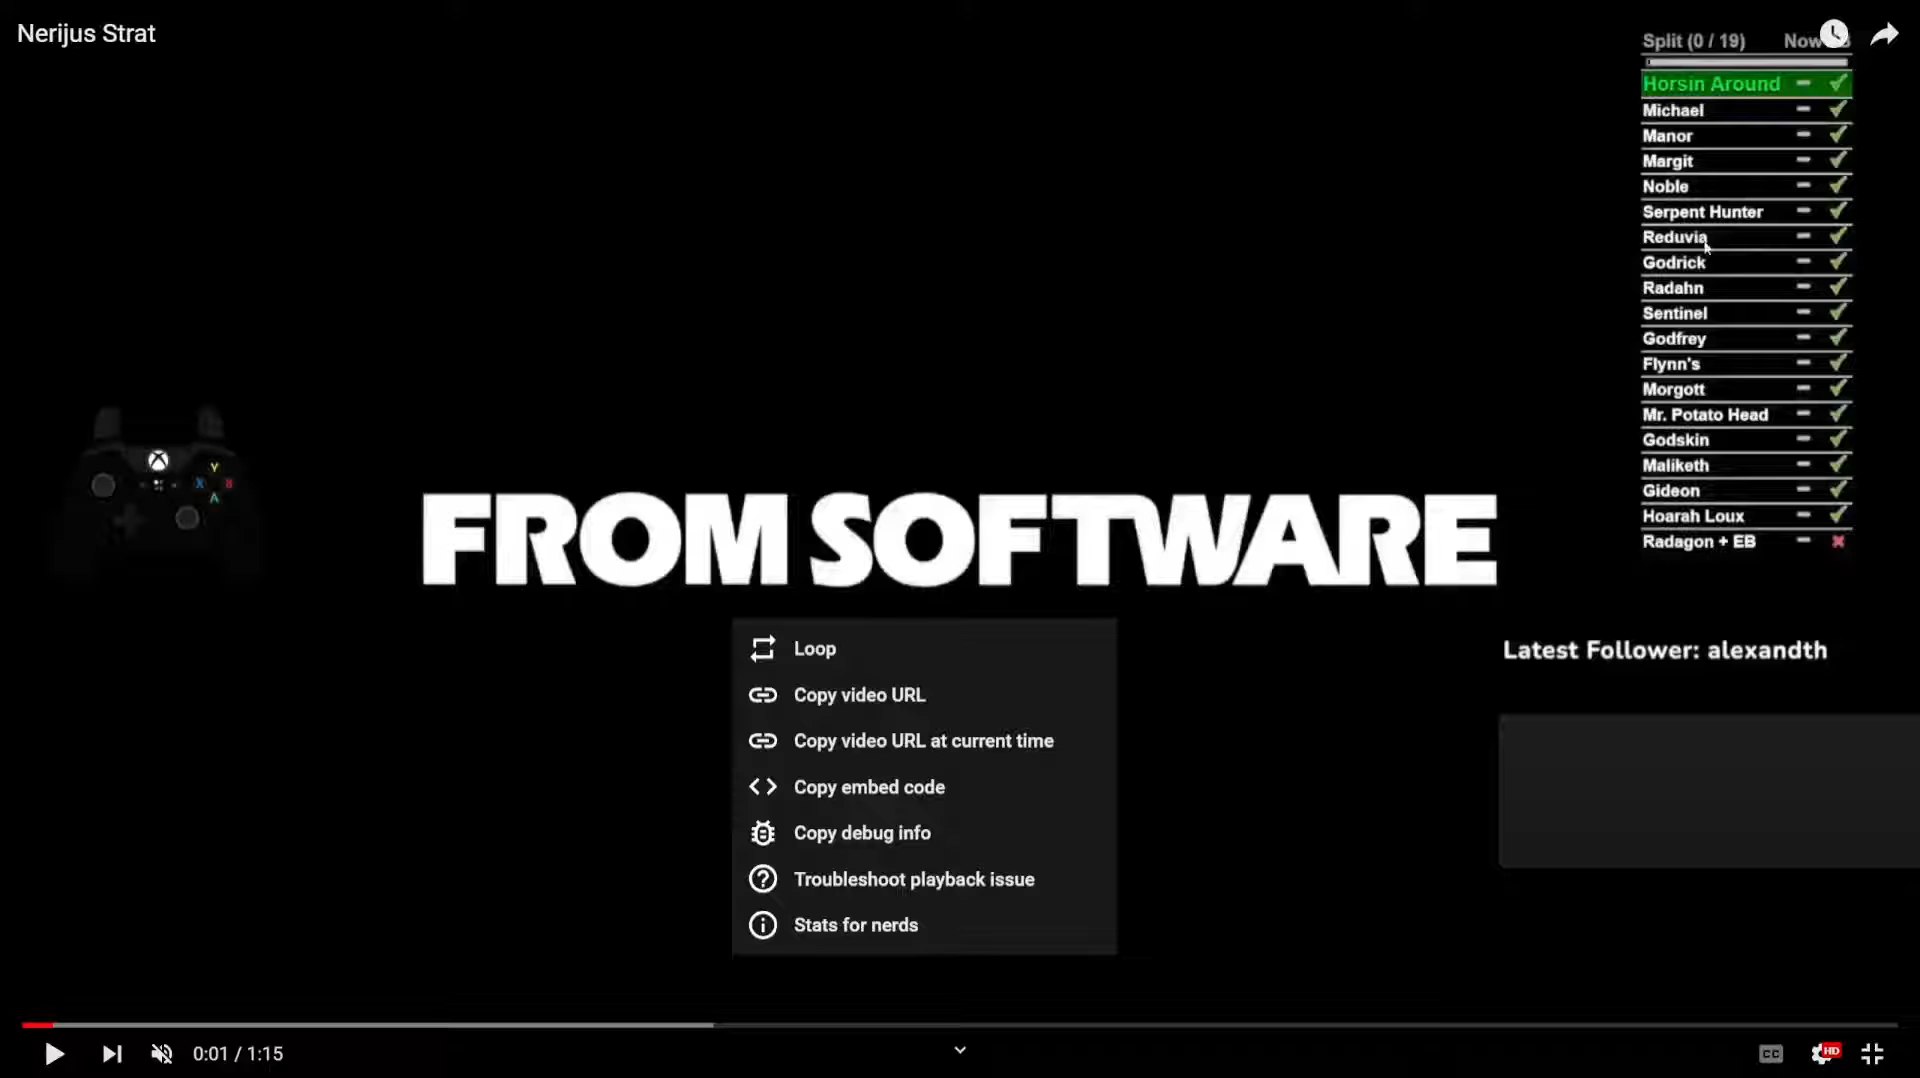 Nerijus Strat
Split (0 / 19) Now
Horsin Around
Michael
Manor
Margit
Noble
Serpent Hunter
Reduvia
Godrick
Radahn
Sentinel
Godfrey
Flynn's
Morgott
Mr. Potato Head
Godskin
Maliketh
Gideon
Hoarah Loux
Radagon + EB
X Y B A
FROMSOFTWARE
Latest Follower: alexandth
Loop
Copy video URL
Copy video URL at current time
Copy embed code
Copy debug info
Troubleshoot playback issue
Stats for nerds
0:01 / 1:15
CC
HD